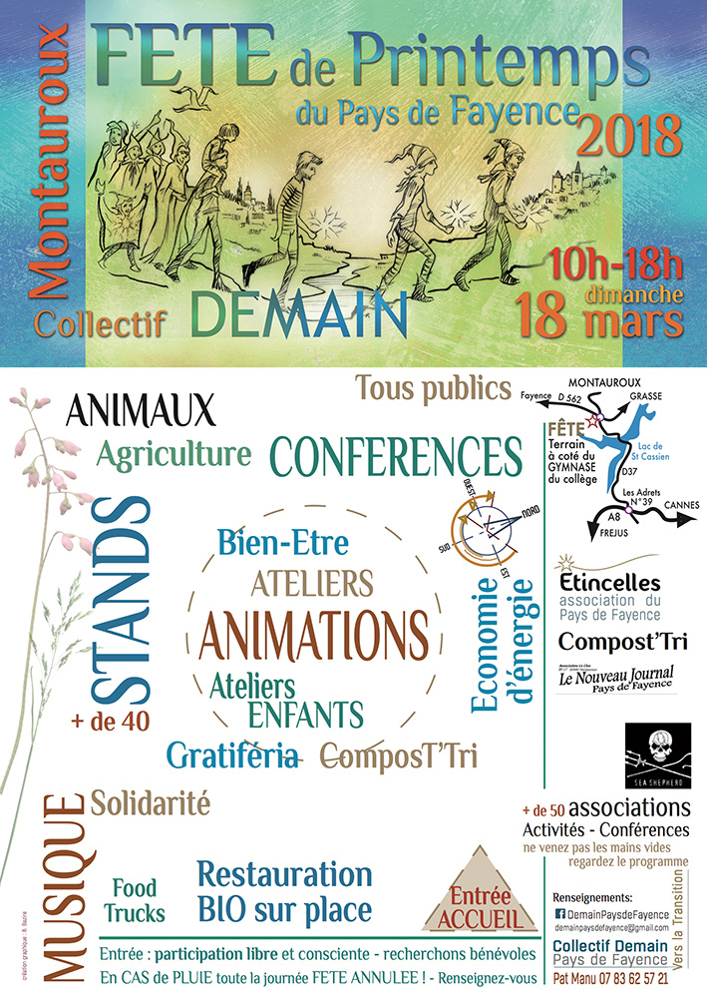 Montauroux
FETE de Printemps
du Pays de Fayence
2018
10h-18h
dimanche
18 mars
Collectif DEMAIN
Tous publics
ANIMAUX
Agriculture
CONFERENCES
STANDS
+ de 40
Bien-Etre
ATELIERS
ANIMATIONS
Ateliers
ENFANTS
Gratiféria
ComposT'Tri
Economie
d'énergie
OUEST
NORD
SUD
EST
MONTAUROUX
Fayence D 562
GRASSE
FÊTE
Terrain
à coté du
GYMNASE
du collège
Lac de
St Cassien
D37
Les Adrets
N°39
CANNES
A8
FREJUS
Etincelles
association du
Pays de Fayence
Compost'Tri
Le Nouveau Journal
Pays de Fayence
SEA SHEPHERD
+ de 50 associations
Activités - Conférences
ne venez pas les mains vides
regardez le programme
MUSIQUE
Solidarité
Food
Trucks
Restauration
BIO sur place
Entrée
ACCUEIL
Renseignements:
DemainPaysdeFayence
demainpaysdefayence@gmail.com
Collectif Demain
Pays de Fayence
Pat Manu 07 83 62 57 21
Vers la Transition
Entrée : participation libre et consciente - recherchons bénévoles
En CAS de PLUIE toute la journée FETE ANNULEE ! - Renseignez-vous
création graphique : B. Bazire